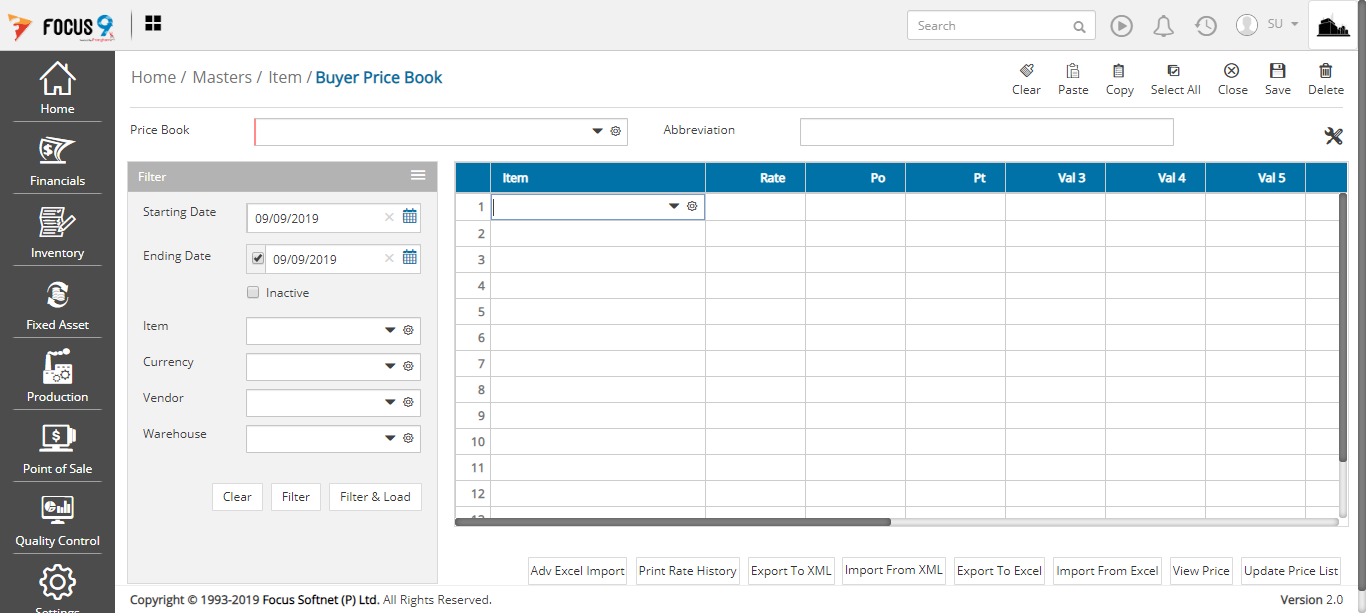 FOCUS 9
Search
SU
Home / Masters / Item / Buyer Price Book
Clear
Paste
Copy
Select All
Close
Save
Delete
Home
Financials
Inventory
Fixed Asset
Production
Point of Sale
Quality Control
Settings
Price Book
Abbreviation
Filter
Starting Date
09/09/2019
Ending Date
09/09/2019
Inactive
Item
Currency
Vendor
Warehouse
Clear
Filter
Filter & Load
Item Rate Po Pt Val 3 Val 4 Val 5
1
2
3
4
5
6
7
8
9
10
11
12
13
Adv Excel Import
Print Rate History
Export To XML
Import From XML
Export To Excel
Import From Excel
View Price
Update Price List
Copyright © 1993-2019 Focus Softnet (P) Ltd. All Rights Reserved.
Version 2.0